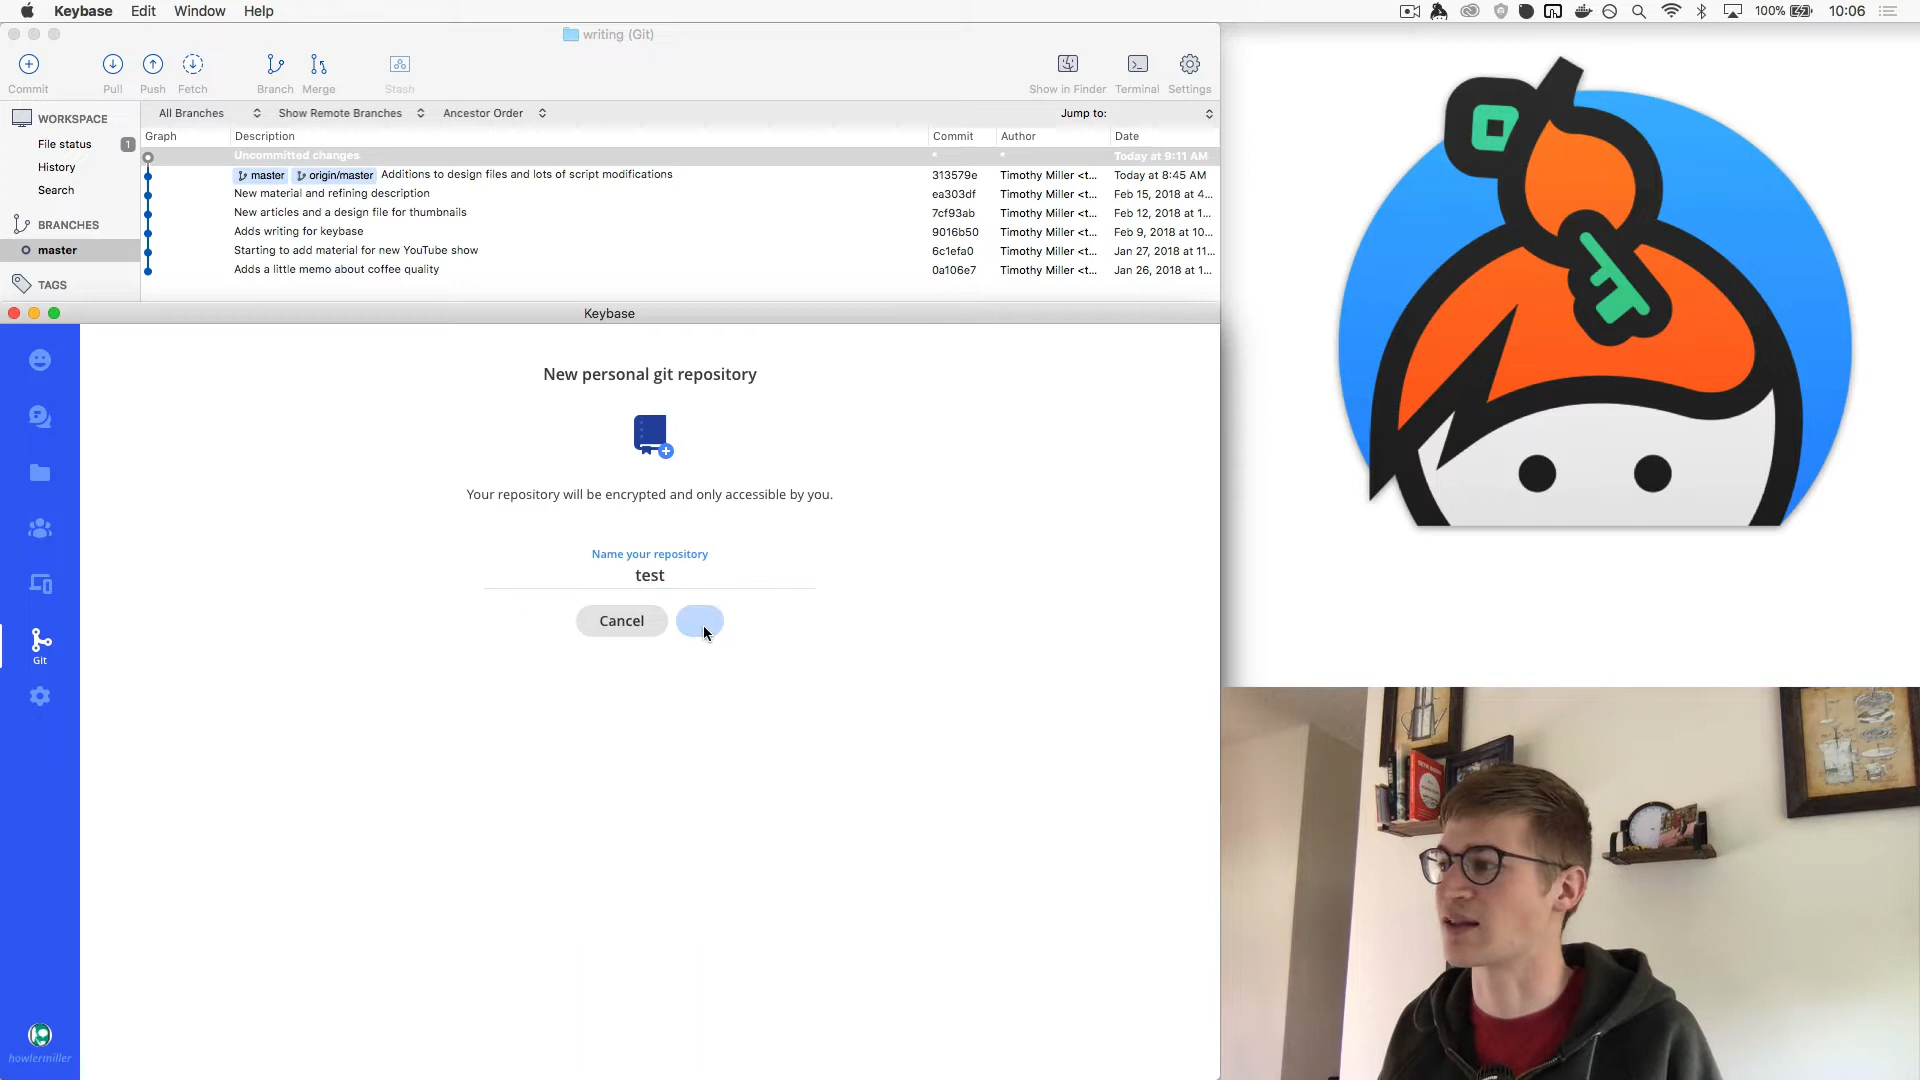 Keybase Edit Window Help 100% 10:06
writing (Git)
Commit Pull Push Fetch Branch Merge Stash Show in Finder Terminal Settings
All Branches Show Remote Branches Ancestor Order Jump to:
Graph Description Commit Author Date
Uncommitted changes * * Today at 9:11 AM
master origin/master Additions to design files and lots of script modifications 313579e Timothy Miller <t... Today at 8:45 AM
New material and refining description ea303df Timothy Miller <t... Feb 15, 2018 at 4...
New articles and a design file for thumbnails 7cf93ab Timothy Miller <t... Feb 12, 2018 at 1...
Adds writing for keybase 9016b50 Timothy Miller <t... Feb 9, 2018 at 10...
Starting to add material for new YouTube show 6c1efa0 Timothy Miller <t... Jan 27, 2018 at 11...
Adds a little memo about coffee quality 0a106e7 Timothy Miller <t... Jan 26, 2018 at 1...
WORKSPACE
File status 1
History
Search
BRANCHES
master
TAGS
Keybase
New personal git repository
Your repository will be encrypted and only accessible by you.
Name your repository
test
Cancel
Git
howlermiller